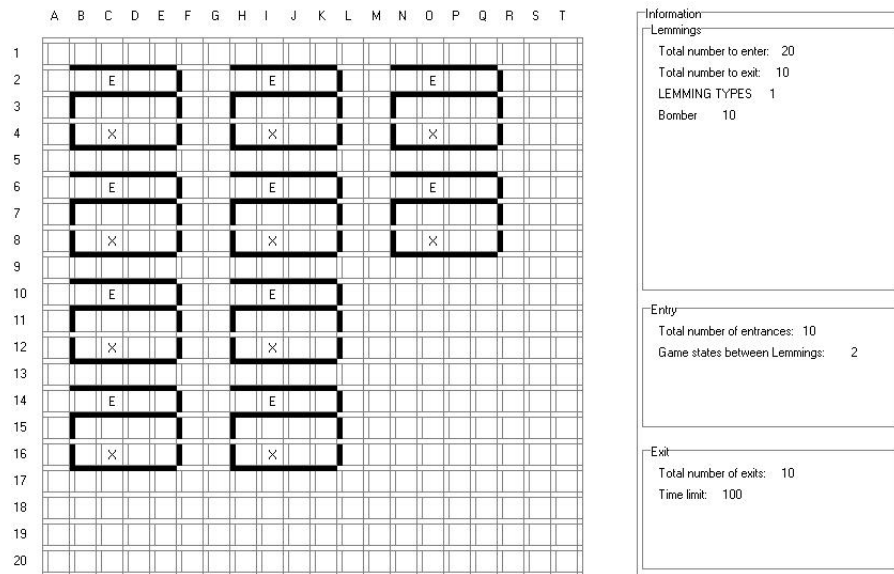 A B C D E F G H I J K L M N O P Q R S T
1
2 E E E
3
4 X X X
5
6 E E E
7
8 X X X
9
10 E E
11
12 X X
13
14 E E
15
16 X X
17
18
19
20
Information
Lemmings
Total number to enter: 20
Total number to exit: 10
LEMMING TYPES 1
Bomber 10
Entry
Total number of entrances: 10
Game states between Lemmings: 2
Exit
Total number of exits: 10
Time limit: 100